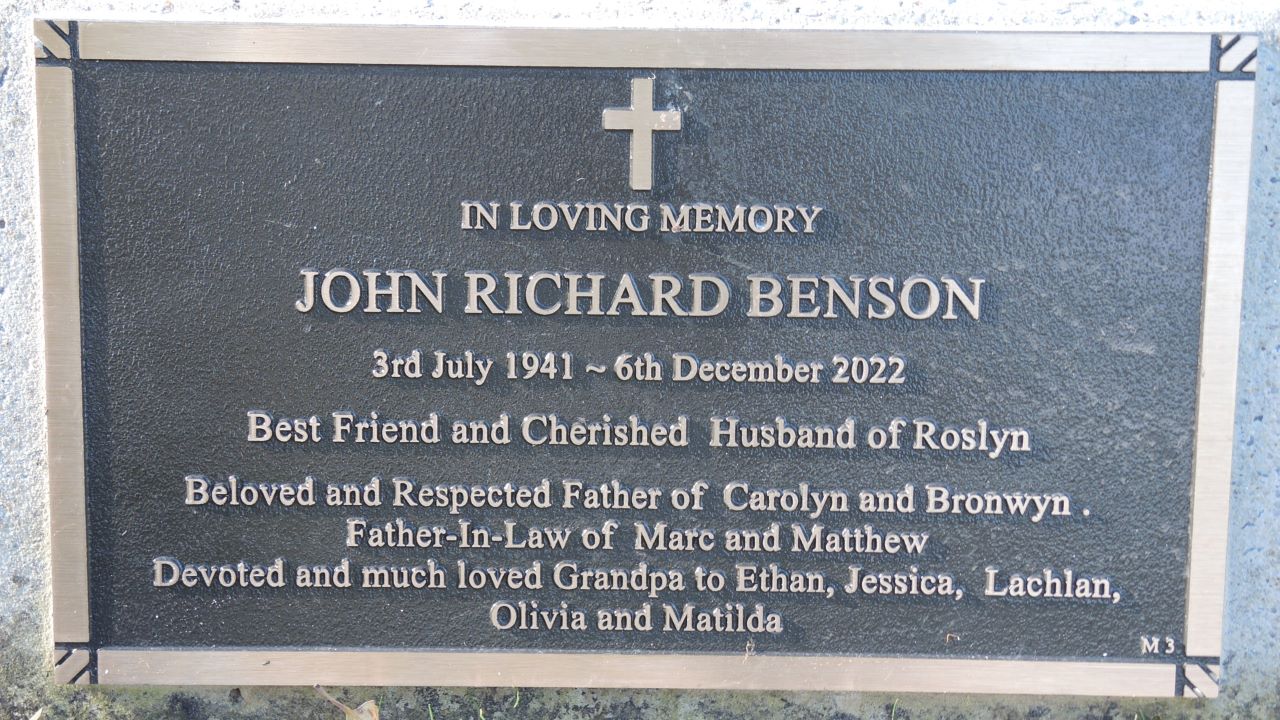 IN LOVING MEMORY
JOHN RICHARD BENSON
3rd July 1941 ~ 6th December 2022
Best Friend and Cherished Husband of Roslyn
Beloved and Respected Father of Carolyn and Bronwyn .
Father-In-Law of Marc and Matthew
Devoted and much loved Grandpa to Ethan, Jessica, Lachlan,
Olivia and Matilda
M 3